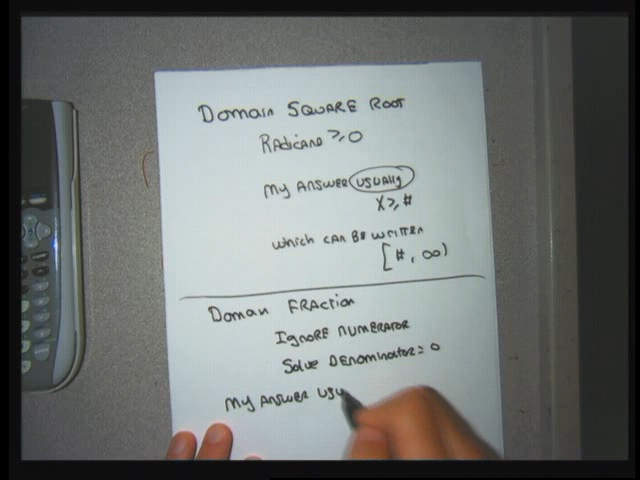 Domain SQUARE ROOT
RAdicand ≥ 0
My ANSWER USUAlly
X ≥ #
which CAN BE WRITTEN
[ #, ∞ )
Domain FRACtion
IgNORE NUMERATOR
Solve DENOMINATOR = 0
My ANSWER USU